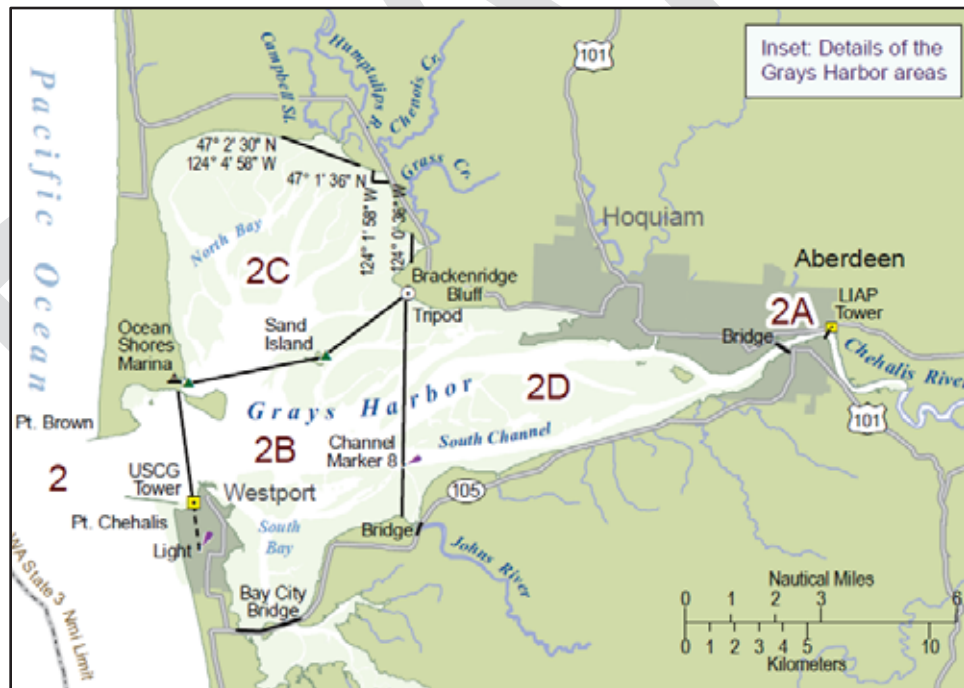 Inset: Details of the
Grays Harbor areas
101
Pacific Ocean
Campbell Sl.
Humptulips R.
Chenois Cr.
Grass Cr.
47° 2' 30" N
124° 4' 58" W
47° 1' 36" N
124° 1' 58" W
124° 0' 36" W
North Bay
2C
Hoquiam
Aberdeen
Brackenridge
Bluff
Tripod
LIAP
Tower
2A
Bridge
Chehalis River
101
Ocean
Shores
Marina
Sand
Island
Grays Harbor
2D
Pt. Brown
2B
Channel
Marker 8
South Channel
2
USCG
Tower
Westport
105
Pt. Chehalis
Light
South
Bay
Bridge
Johns River
Bay City
Bridge
WA State 3 Nmi Limit
Nautical Miles
0 1 2 3 6
0 1 2 3 4 5 10
Kilometers